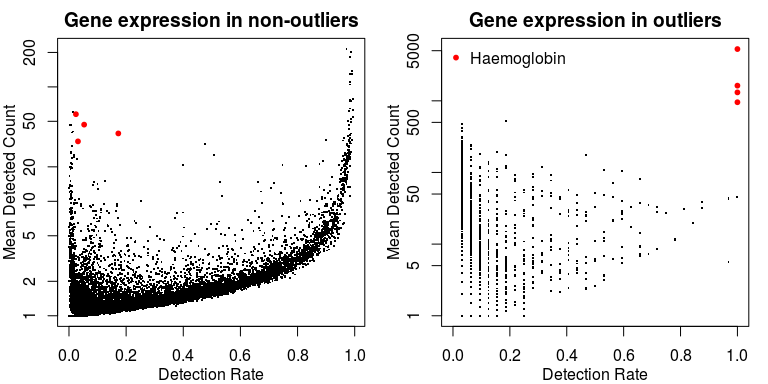 Gene expression in non-outliers
200
50
20
10
5
2
1
Mean Detected Count
0.0 0.2 0.4 0.6 0.8 1.0
Detection Rate
Gene expression in outliers
Haemoglobin
5000
500
50
5
1
Mean Detected Count
0.0 0.2 0.4 0.6 0.8 1.0
Detection Rate